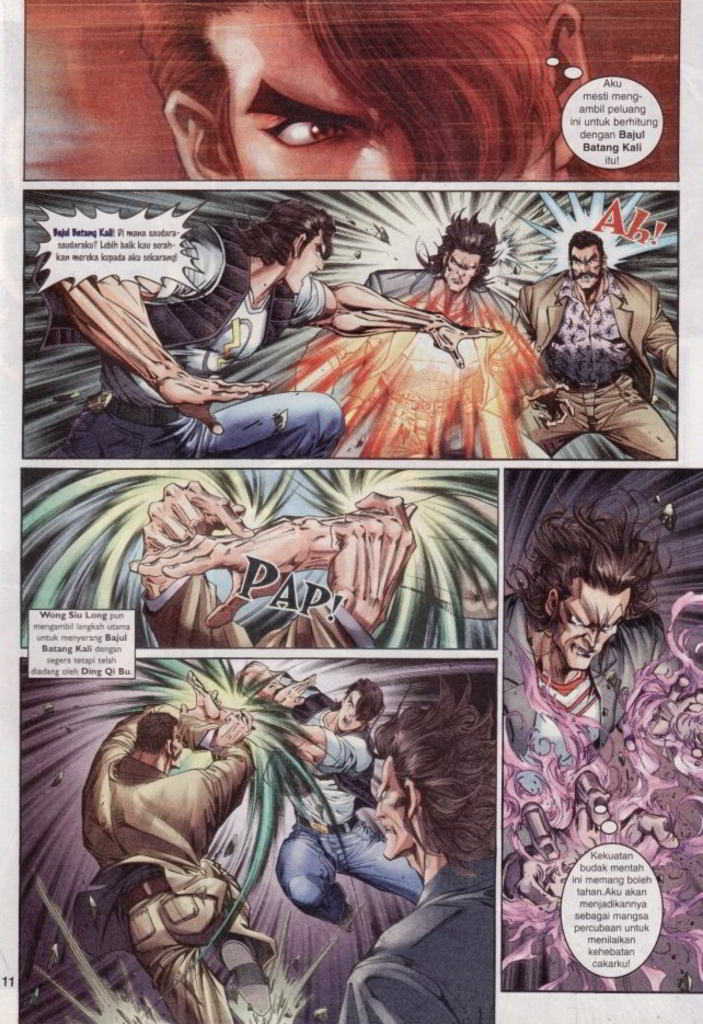 Aku
mesti meng-
ambil peluang
ini untuk berhitung
dengan Bajul
Batang Kali
itu!
Bajul Batang Kali! Di mana saudara-
saudaraku? Lebih baik kau serah-
kan mereka kepada aku sekarang!
Ah!
PAP!
Wong Siu Long pun
mengambil langkah utama
untuk menyerang Bajul
Batang Kali dengan
segera tetapi telah
diadang oleh Ding Qi Bu.
Kekuatan
budak mentah
ini memang boleh
tahan.Aku akan
menjadikannya
sebagai mangsa
percubaan untuk
menilaikan
kehebatan
cakarku!
11